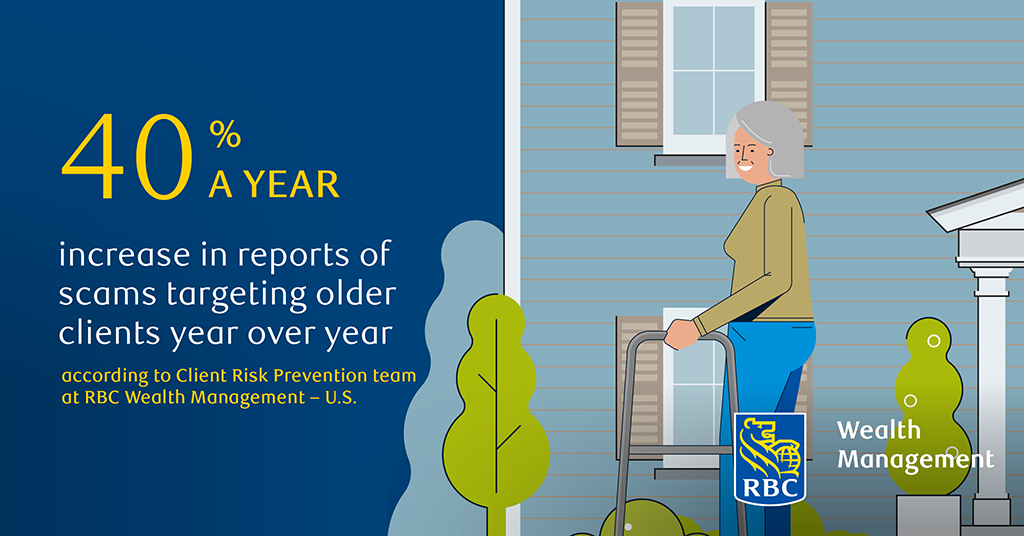 40 %
A YEAR
increase in reports of
scams targeting older
clients year over year
according to Client Risk Prevention team
at RBC Wealth Management – U.S.
RBC
Wealth
Management